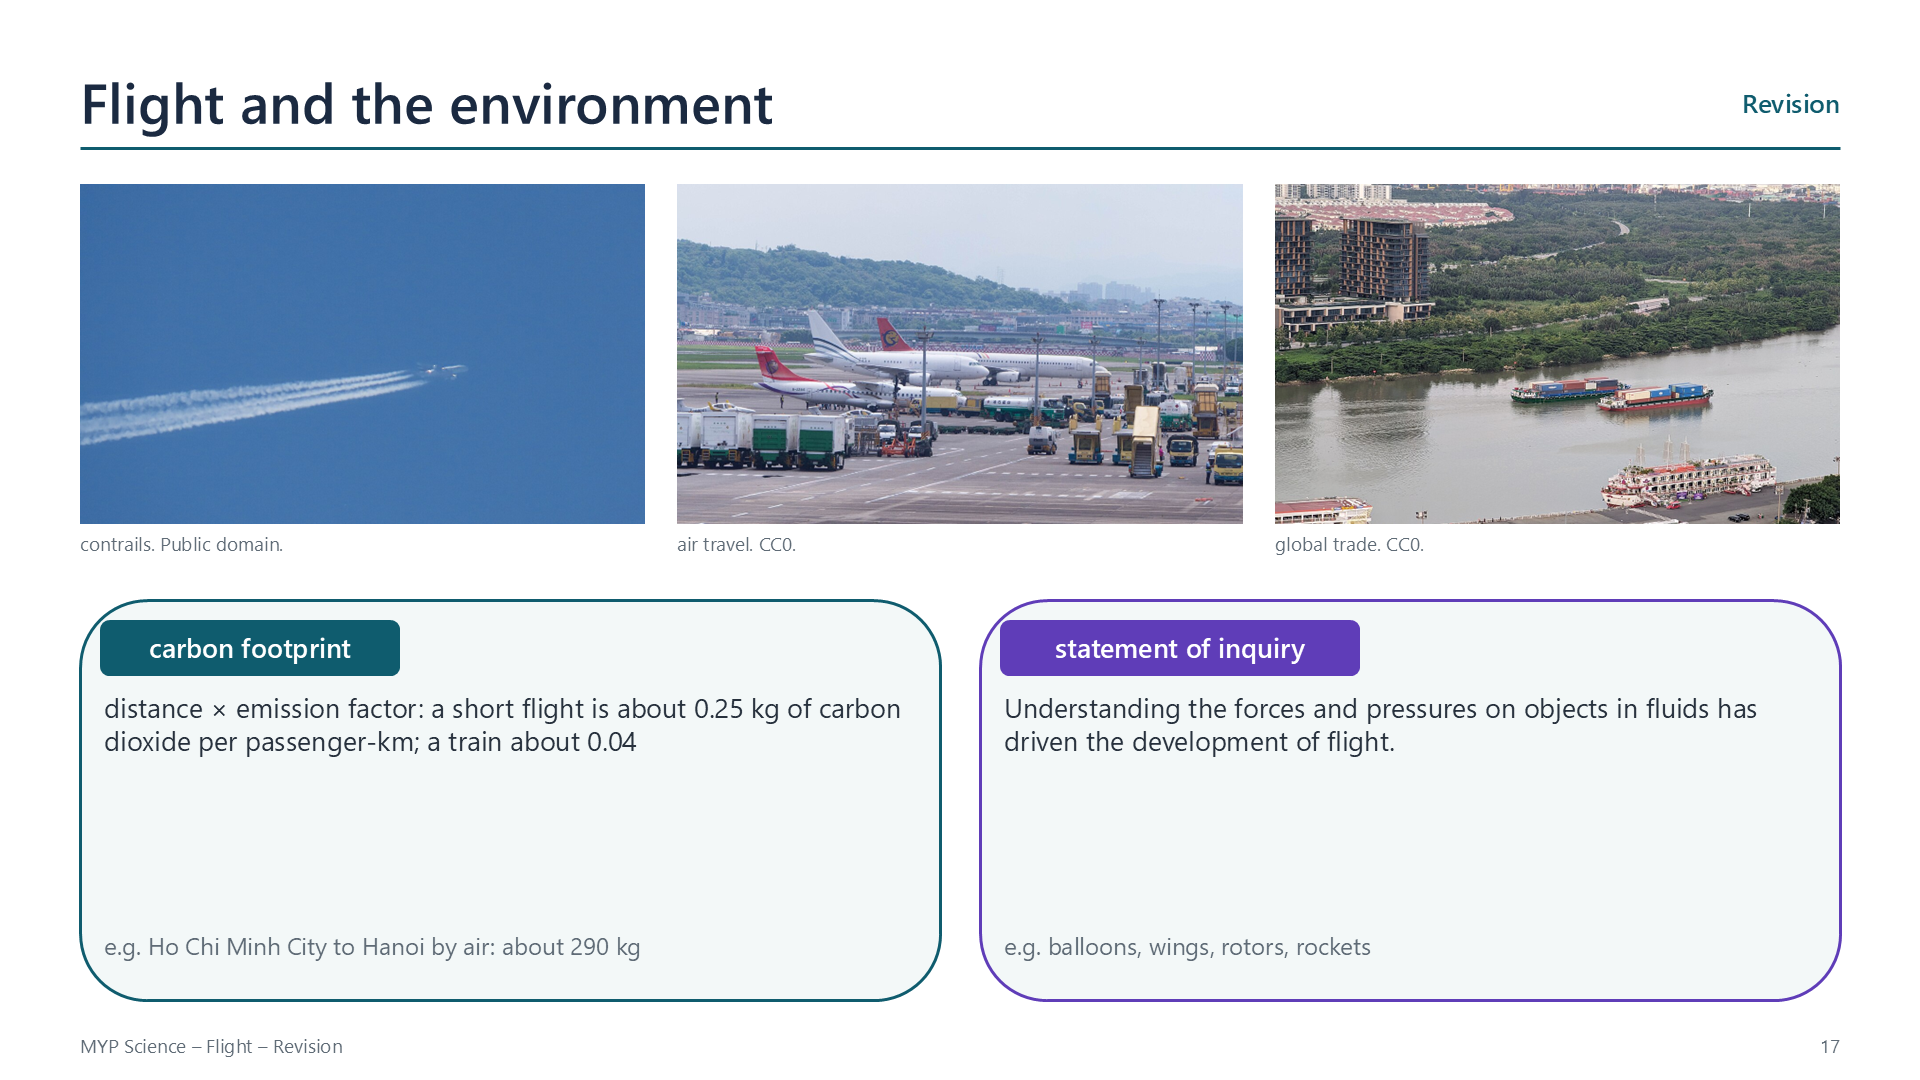 Flight and the environment
Revision
contrails. Public domain.
air travel. CC0.
global trade. CC0.
carbon footprint
distance × emission factor: a short flight is about 0.25 kg of carbon
dioxide per passenger-km; a train about 0.04
e.g. Ho Chi Minh City to Hanoi by air: about 290 kg
statement of inquiry
Understanding the forces and pressures on objects in fluids has
driven the development of flight.
e.g. balloons, wings, rotors, rockets
MYP Science – Flight – Revision
17